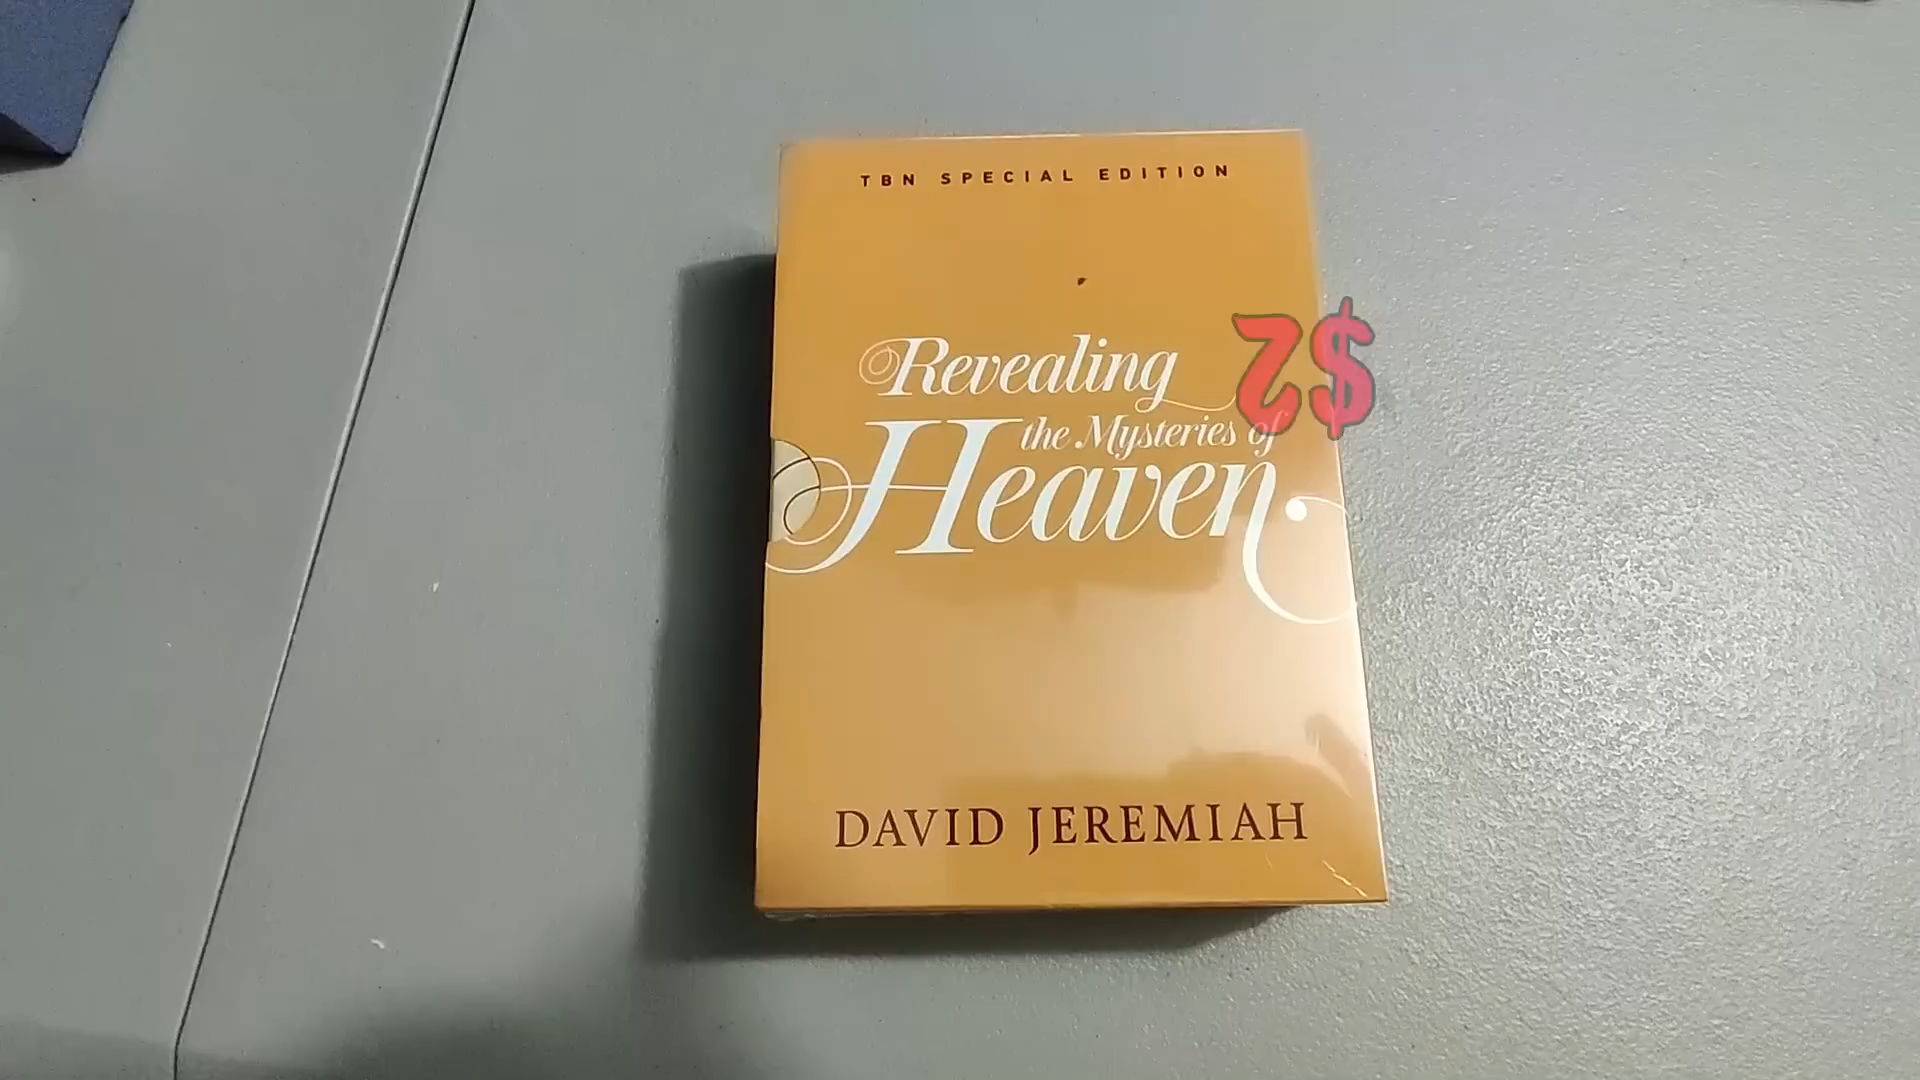 TBN SPECIAL EDITION
Revealing
the Mysteries of
Heaven
DAVID JEREMIAH
$2